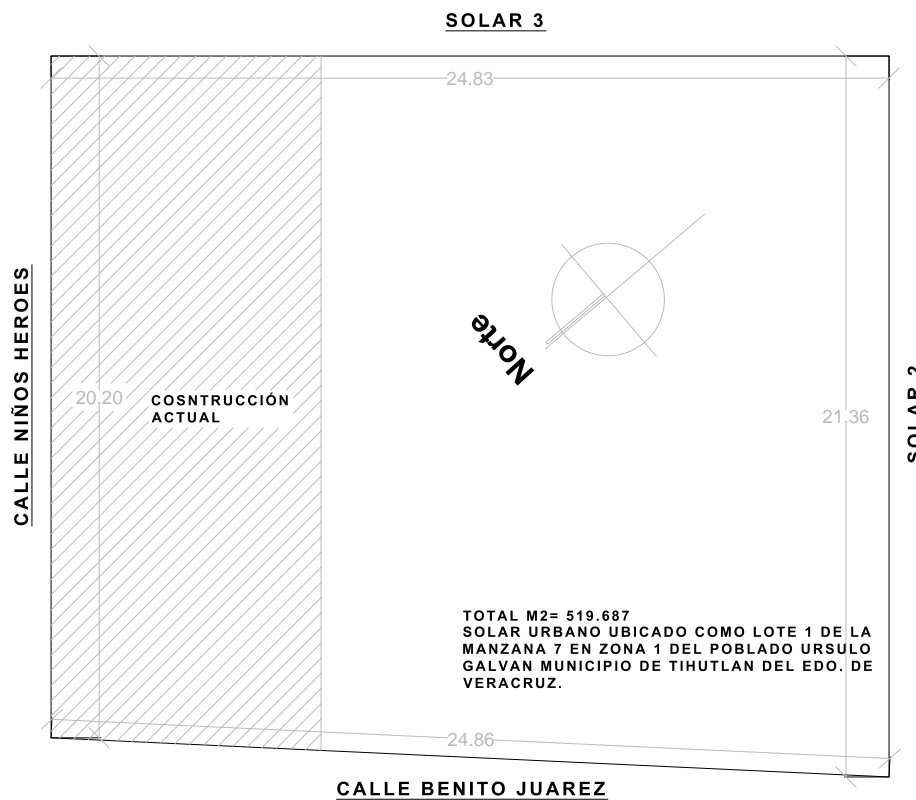 SOLAR 3
24.83
Norte
CALLE NIÑOS HEROES
20.20
COSNTRUCCIÓN
ACTUAL
21.36
SOLAR 2
TOTAL M2= 519.687
SOLAR URBANO UBICADO COMO LOTE 1 DE LA
MANZANA 7 EN ZONA 1 DEL POBLADO URSULO
GALVAN MUNICIPIO DE TIHUTLAN DEL EDO. DE
VERACRUZ.
24.86
CALLE BENITO JUAREZ